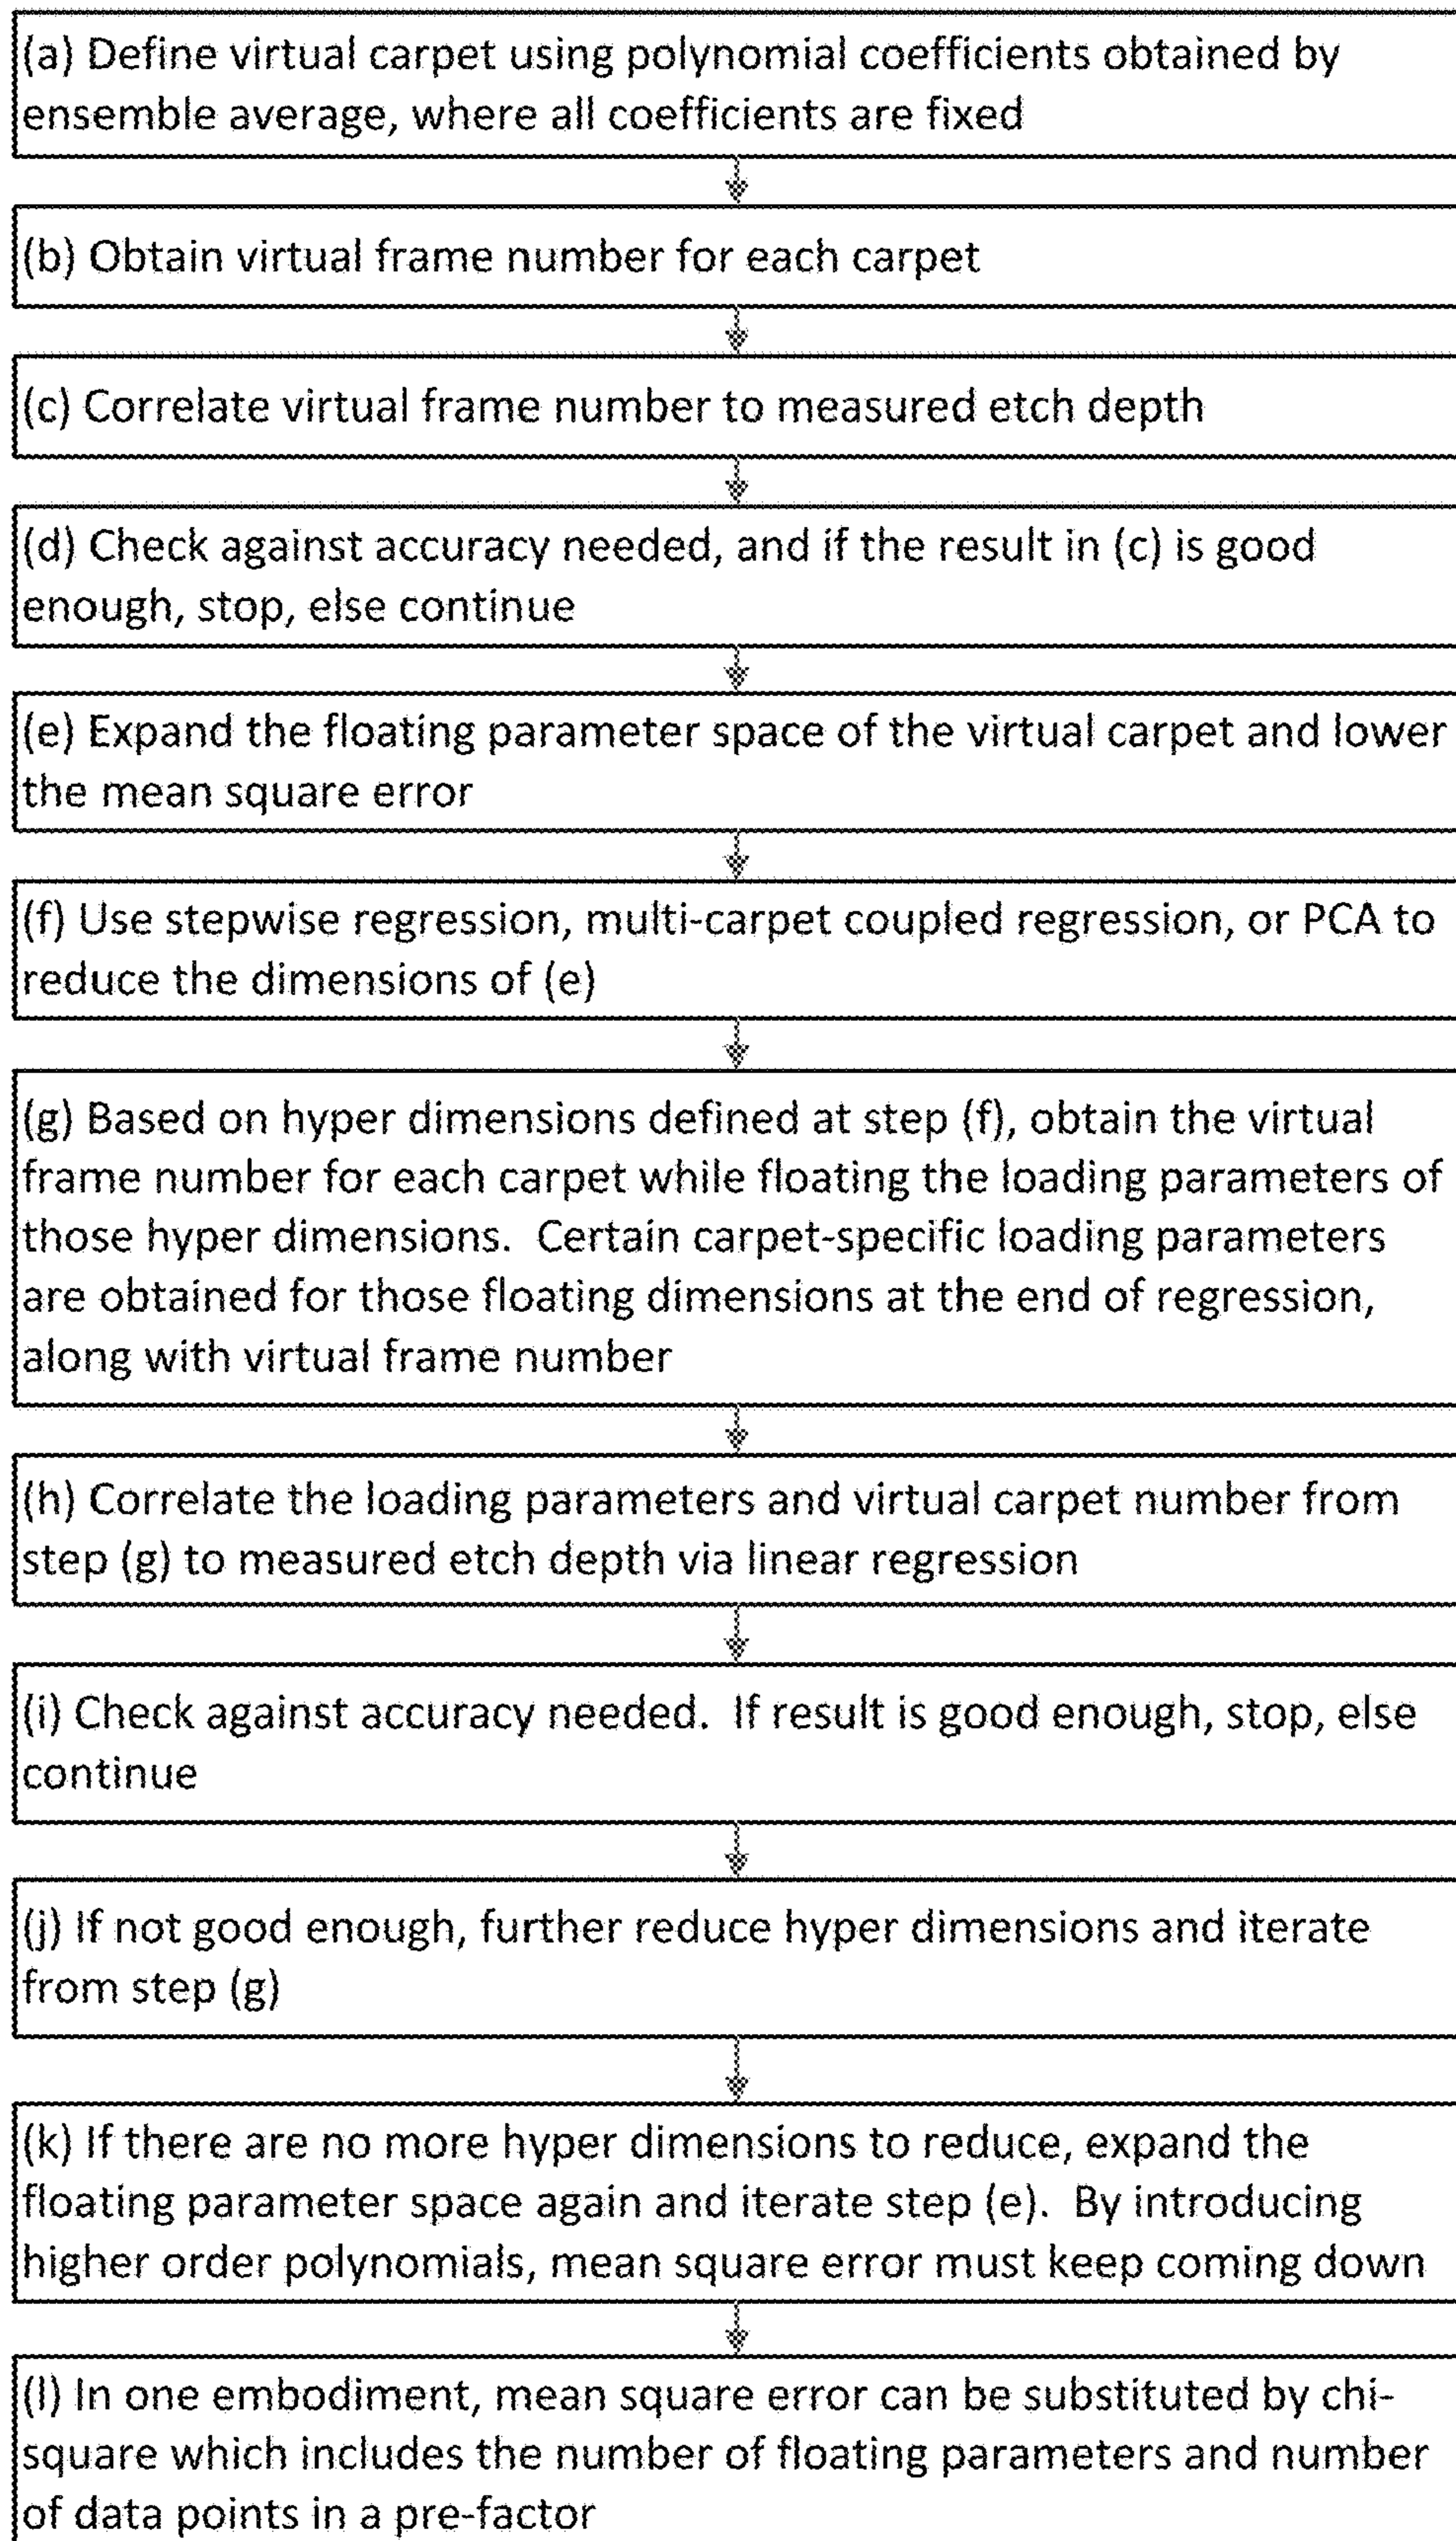 (a) Define virtual carpet using polynomial coefficients obtained by
ensemble average, where all coefficients are fixed
(b) Obtain virtual frame number for each carpet
(c) Correlate virtual frame number to measured etch depth
(d) Check against accuracy needed, and if the result in (c) is good
enough, stop, else continue
(e) Expand the floating parameter space of the virtual carpet and lower
the mean square error
(f) Use stepwise regression, multi-carpet coupled regression, or PCA to
reduce the dimensions of (e)
(g) Based on hyper dimensions defined at step (f), obtain the virtual
frame number for each carpet while floating the loading parameters of
those hyper dimensions.  Certain carpet-specific loading parameters
are obtained for those floating dimensions at the end of regression,
along with virtual frame number
(h) Correlate the loading parameters and virtual carpet number from
step (g) to measured etch depth via linear regression
(i) Check against accuracy needed.  If result is good enough, stop, else
continue
(j) If not good enough, further reduce hyper dimensions and iterate
from step (g)
(k) If there are no more hyper dimensions to reduce, expand the
floating parameter space again and iterate step (e).  By introducing
higher order polynomials, mean square error must keep coming down
(l) In one embodiment, mean square error can be substituted by chi-
square which includes the number of floating parameters and number
of data points in a pre-factor